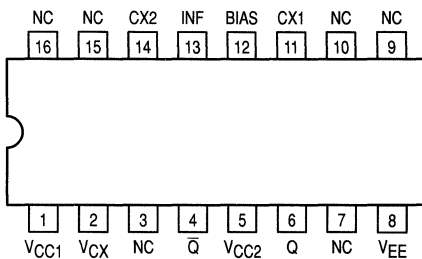 NC NC CX2 INF BIAS CX1 NC NC
16 15 14 13 12 11 10 9
1 2 3 4 5 6 7 8
VCC1 VCX NC Q̅ VCC2 Q NC VEE